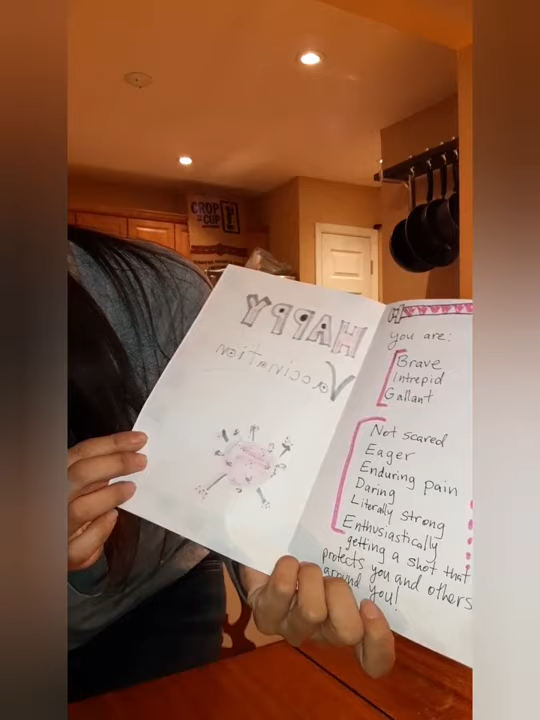 CROP
CUP
HAPPY
Vaccination
you are:
Brave
Intrepid
Gallant
Not scared
Eager
Enduring pain
Daring
Literally strong
Enthusiastically
getting a shot that
protects you and others
around you!